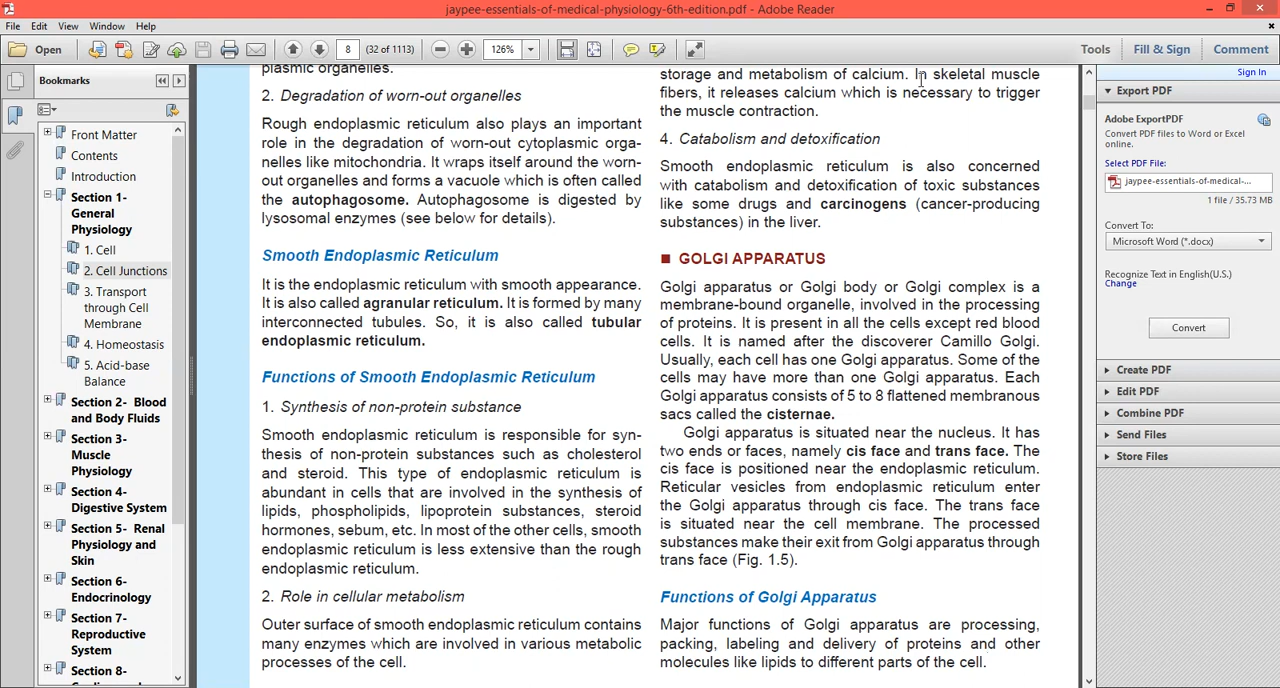 jaypee-essentials-of-medical-physiology-6th-edition.pdf - Adobe Reader
File Edit View Window Help
Open 8 (32 of 1113) 126% Tools Fill & Sign Comment
Bookmarks
Front Matter
Contents
Introduction
Section 1-
General
Physiology
1. Cell
2. Cell Junctions
3. Transport
through Cell
Membrane
4. Homeostasis
5. Acid-base
Balance
Section 2- Blood
and Body Fluids
Section 3-
Muscle
Physiology
Section 4-
Digestive System
Section 5- Renal
Physiology and
Skin
Section 6-
Endocrinology
Section 7-
Reproductive
System
Section 8-
plasmic organelles.
2. Degradation of worn-out organelles
Rough endoplasmic reticulum also plays an important
role in the degradation of worn-out cytoplasmic orga-
nelles like mitochondria. It wraps itself around the worn-
out organelles and forms a vacuole which is often called
the autophagosome. Autophagosome is digested by
lysosomal enzymes (see below for details).
Smooth Endoplasmic Reticulum
It is the endoplasmic reticulum with smooth appearance.
It is also called agranular reticulum. It is formed by many
interconnected tubules. So, it is also called tubular
endoplasmic reticulum.
Functions of Smooth Endoplasmic Reticulum
1. Synthesis of non-protein substance
Smooth endoplasmic reticulum is responsible for syn-
thesis of non-protein substances such as cholesterol
and steroid. This type of endoplasmic reticulum is
abundant in cells that are involved in the synthesis of
lipids, phospholipids, lipoprotein substances, steroid
hormones, sebum, etc. In most of the other cells, smooth
endoplasmic reticulum is less extensive than the rough
endoplasmic reticulum.
2. Role in cellular metabolism
Outer surface of smooth endoplasmic reticulum contains
many enzymes which are involved in various metabolic
processes of the cell.
storage and metabolism of calcium. In skeletal muscle
fibers, it releases calcium which is necessary to trigger
the muscle contraction.
4. Catabolism and detoxification
Smooth endoplasmic reticulum is also concerned
with catabolism and detoxification of toxic substances
like some drugs and carcinogens (cancer-producing
substances) in the liver.
GOLGI APPARATUS
Golgi apparatus or Golgi body or Golgi complex is a
membrane-bound organelle, involved in the processing
of proteins. It is present in all the cells except red blood
cells. It is named after the discoverer Camillo Golgi.
Usually, each cell has one Golgi apparatus. Some of the
cells may have more than one Golgi apparatus. Each
Golgi apparatus consists of 5 to 8 flattened membranous
sacs called the cisternae.
Golgi apparatus is situated near the nucleus. It has
two ends or faces, namely cis face and trans face. The
cis face is positioned near the endoplasmic reticulum.
Reticular vesicles from endoplasmic reticulum enter
the Golgi apparatus through cis face. The trans face
is situated near the cell membrane. The processed
substances make their exit from Golgi apparatus through
trans face (Fig. 1.5).
Functions of Golgi Apparatus
Major functions of Golgi apparatus are processing,
packing, labeling and delivery of proteins and other
molecules like lipids to different parts of the cell.
Sign In
Export PDF
Adobe ExportPDF
Convert PDF files to Word or Excel
online.
Select PDF File:
jaypee-essentials-of-medical-...
1 file / 35.73 MB
Convert To:
Microsoft Word (*.docx)
Recognize Text in English(U.S.)
Change
Convert
Create PDF
Edit PDF
Combine PDF
Send Files
Store Files